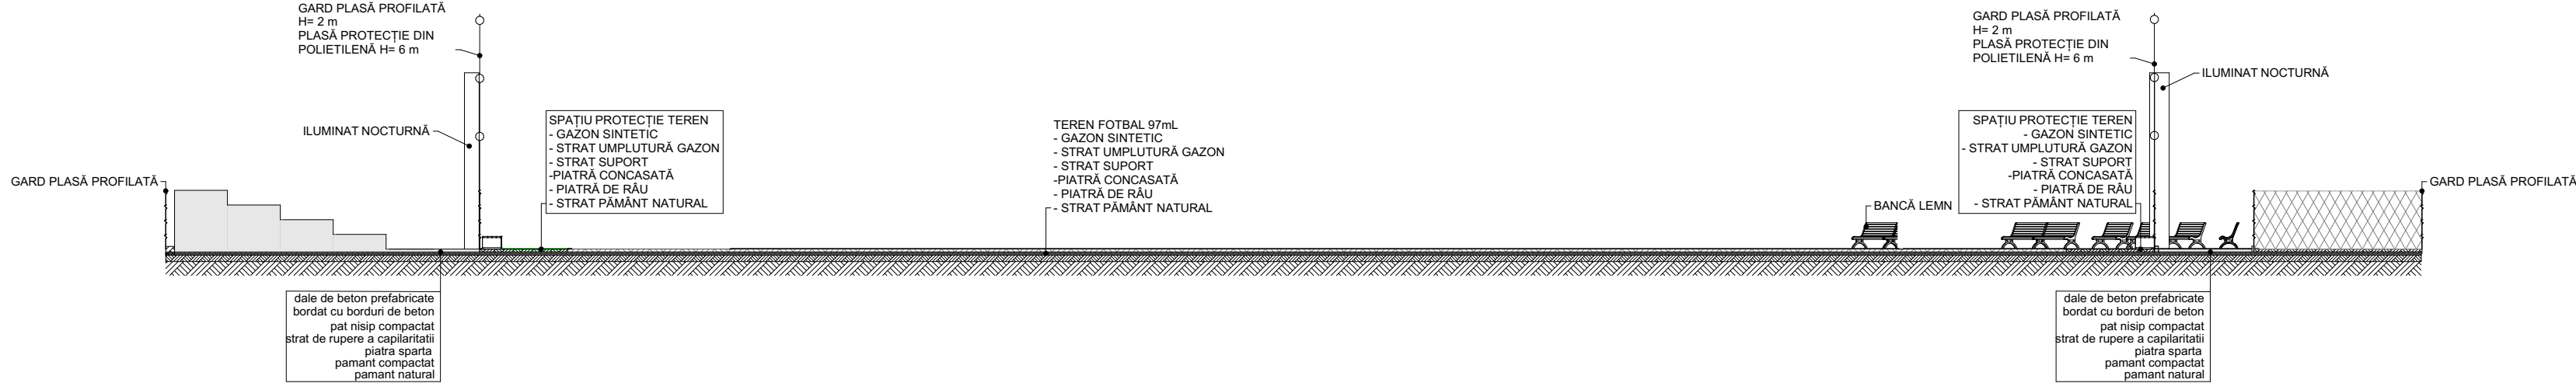 GARD PLASĂ PROFILATĂ
H= 2 m
PLASĂ PROTECȚIE DIN
POLIETILENĂ H= 6 m
ILUMINAT NOCTURNĂ
GARD PLASĂ PROFILATĂ
SPAȚIU PROTECȚIE TEREN
- GAZON SINTETIC
- STRAT UMPLUTURĂ GAZON
- STRAT SUPORT
-PIATRĂ CONCASATĂ
- PIATRĂ DE RÂU
- STRAT PĂMÂNT NATURAL
dale de beton prefabricate
bordat cu borduri de beton
pat nisip compactat
strat de rupere a capilaritatii
piatra sparta
pamant compactat
pamant natural
TEREN FOTBAL 97mL
- GAZON SINTETIC
- STRAT UMPLUTURĂ GAZON
- STRAT SUPORT
-PIATRĂ CONCASATĂ
- PIATRĂ DE RÂU
- STRAT PĂMÂNT NATURAL
BANCĂ LEMN
GARD PLASĂ PROFILATĂ
H= 2 m
PLASĂ PROTECȚIE DIN
POLIETILENĂ H= 6 m
ILUMINAT NOCTURNĂ
SPAȚIU PROTECȚIE TEREN
- GAZON SINTETIC
- STRAT UMPLUTURĂ GAZON
- STRAT SUPORT
-PIATRĂ CONCASATĂ
- PIATRĂ DE RÂU
- STRAT PĂMÂNT NATURAL
GARD PLASĂ PROFILATĂ
dale de beton prefabricate
bordat cu borduri de beton
pat nisip compactat
strat de rupere a capilaritatii
piatra sparta
pamant compactat
pamant natural